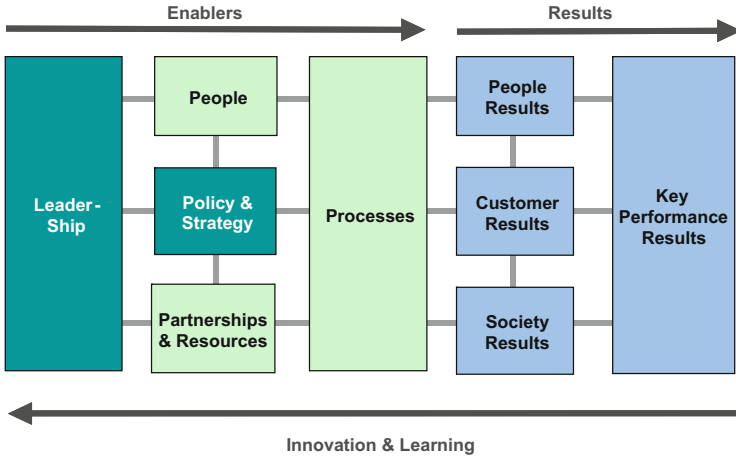 Enablers
Results
Leader-
Ship
People
Policy &
Strategy
Partnerships
& Resources
Processes
People
Results
Customer
Results
Society
Results
Key
Performance
Results
Innovation & Learning